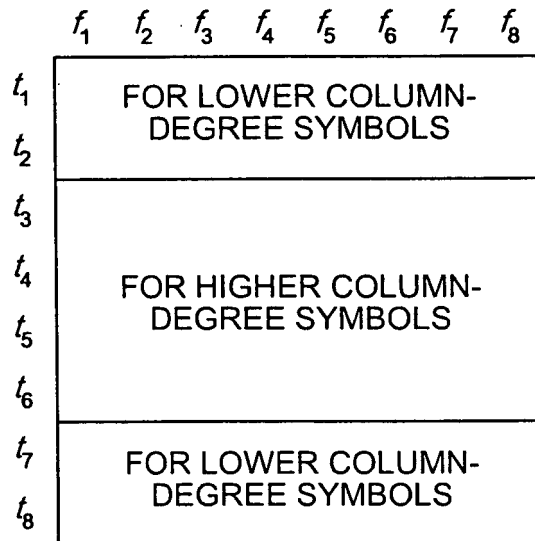 f1 f2 f3 f4 f5 f6 f7 f8
t1
FOR LOWER COLUMN-
DEGREE SYMBOLS
t2
t3
t4
FOR HIGHER COLUMN-
DEGREE SYMBOLS
t5
t6
t7
FOR LOWER COLUMN-
DEGREE SYMBOLS
t8